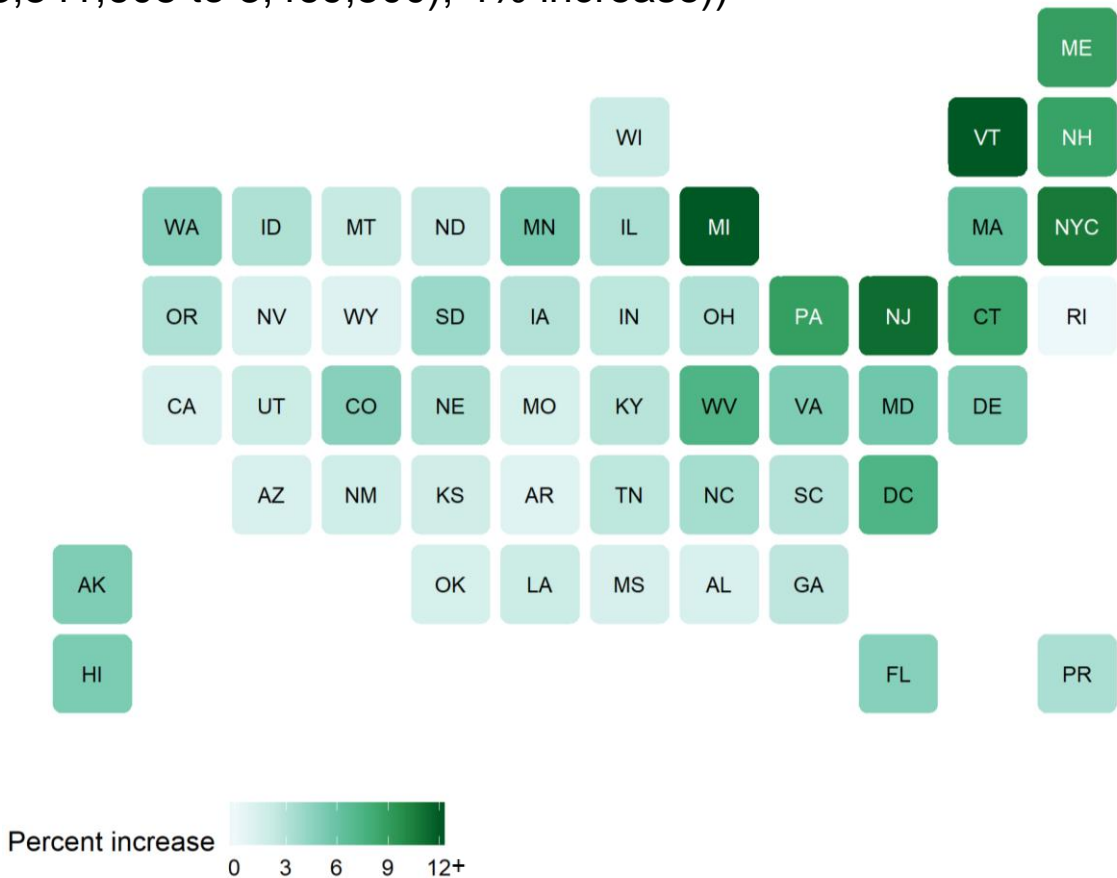 4% increase))
ME
WI VT NH
WA ID MT ND MN IL MI MA NYC
OR NV WY SD IA IN OH PA NJ CT RI
CA UT CO NE MO KY WV VA MD DE
AZ NM KS AR TN NC SC DC
AK OK LA MS AL GA
HI FL PR
Percent increase
0 3 6 9 12+